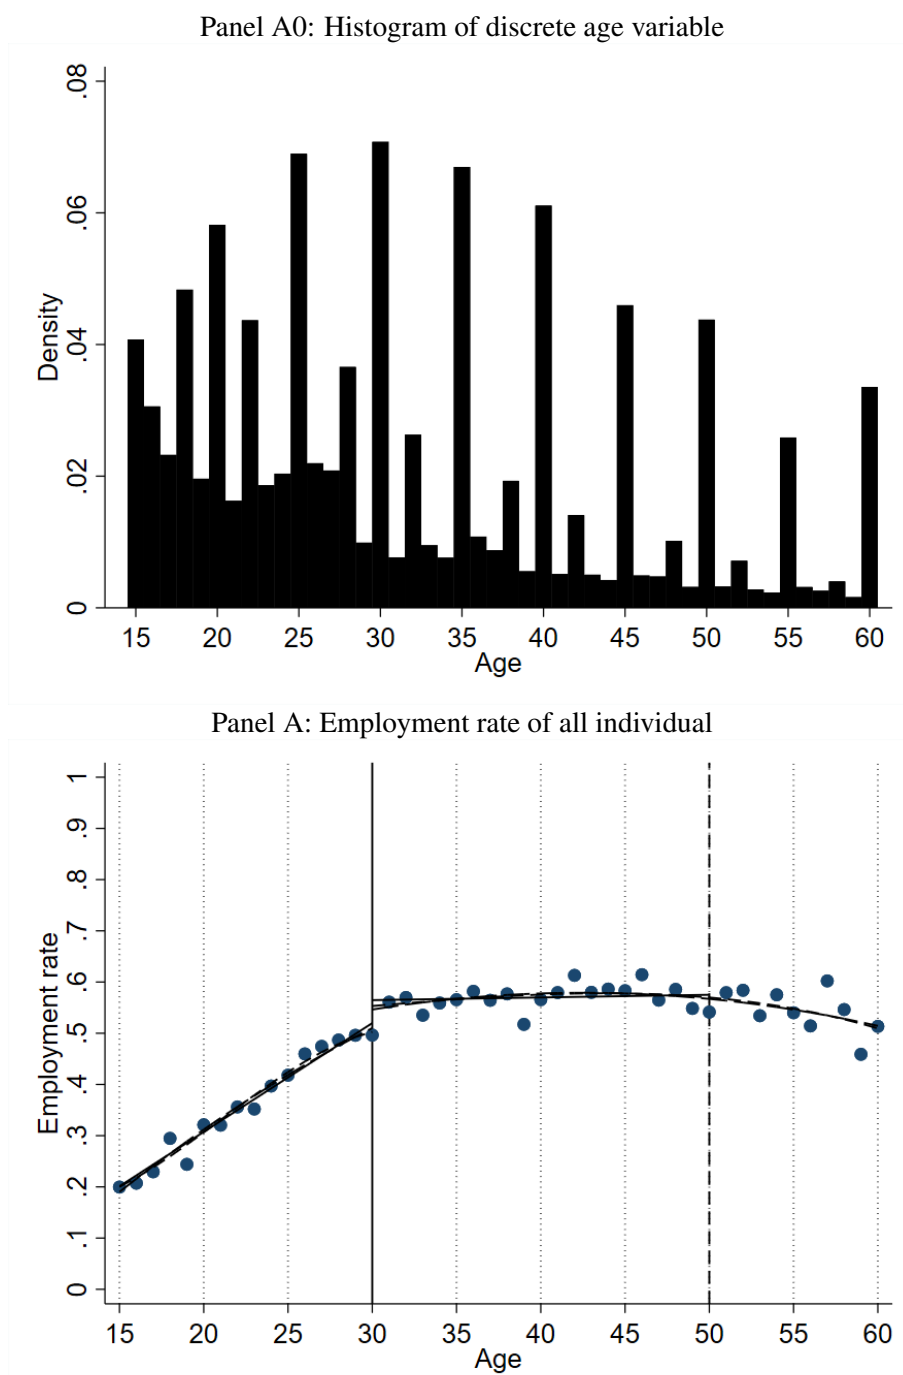 Panel A0: Histogram of discrete age variable
.08
.06
.04
.02
0
Density
15 20 25 30 35 40 45 50 55 60
Age
Panel A: Employment rate of all individual
1
.9
.8
.7
.6
.5
.4
.3
.2
.1
0
Employment rate
15 20 25 30 35 40 45 50 55 60
Age